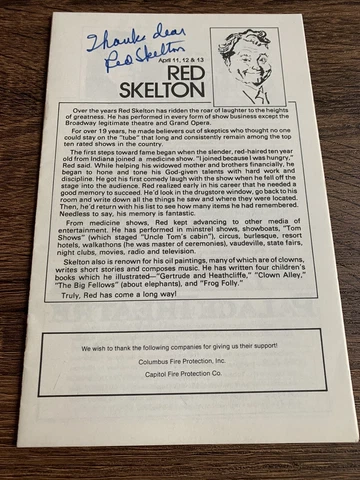 Thanks dear
Red Skelton
April 11, 12 & 13
RED
SKELTON
Over the years Red Skelton has ridden the roar of laughter to the heights
of greatness. He has performed in every form of show business except the
Broadway legitimate theatre and Grand Opera.
For over 19 years, he made believers out of skeptics who thought no one
could stay on the "tube" that long and consistently remain among the top
ten rated shows in the country.
The first steps toward fame began when the slender, red-haired ten year
old from Indiana joined a medicine show. "I joined because I was hungry,"
Red said. While helping his widowed mother and brothers financially, he
began to hone and tone his God-given talents with hard work and
discipline. He got his first comedy laugh with the show when he fell off the
stage into the audience. Red realized early in his career that he needed a
good memory to succeed. He'd look in the drugstore window, go back to his
room and write down all the things he saw and where they were located.
Then, he'd return with his list to see how many items he had remembered.
Needless to say, his memory is fantastic.
From medicine shows, Red kept advancing to other media of
entertainment. He has performed in minstrel shows, showboats, "Tom
Shows" (which staged "Uncle Tom's cabin"), circus, burlesque, resort
hotels, walkathons (he was master of ceremonies), vaudeville, state fairs,
night clubs, movies, radio and television.
Skelton also is renown for his oil paintings, many of which are of clowns,
writes short stories and composes music. He has written four children's
books which he illustrated—"Gertrude and Heathcliffe," "Clown Alley,"
"The Big Fellows" (about elephants), and "Frog Folly."
Truly, Red has come a long way!
We wish to thank the following companies for giving us their support!
Columbus Fire Protection, Inc.
Capitol Fire Protection Co.